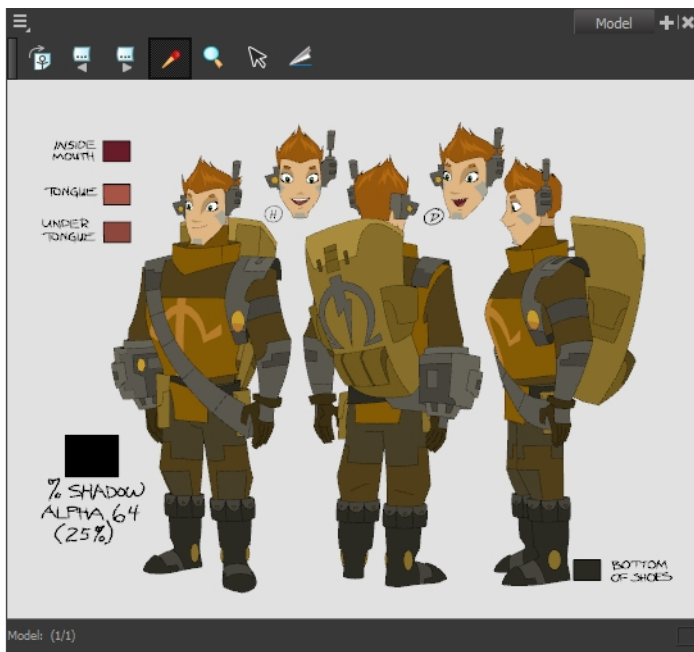 Model
INSIDE
MOUTH
TONGUE
UNDER
TONGUE
H
D
% SHADOW
ALPHA 64
(25%)
BOTTOM
OF SHOES
Model: (1/1)